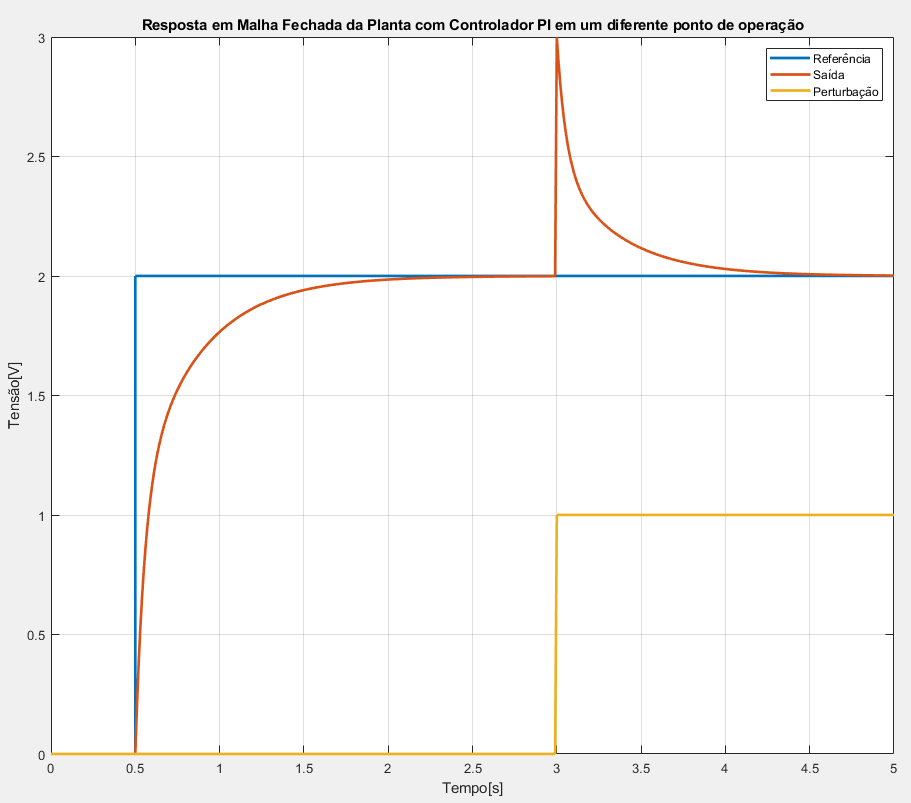 Resposta em Malha Fechada da Planta com Controlador PI em um diferente ponto de operação
Referência
Saída
Perturbação
Tensão[V]
3
2.5
2
1.5
1
0.5
0
0 0.5 1 1.5 2 2.5 3 3.5 4 4.5 5
Tempo[s]